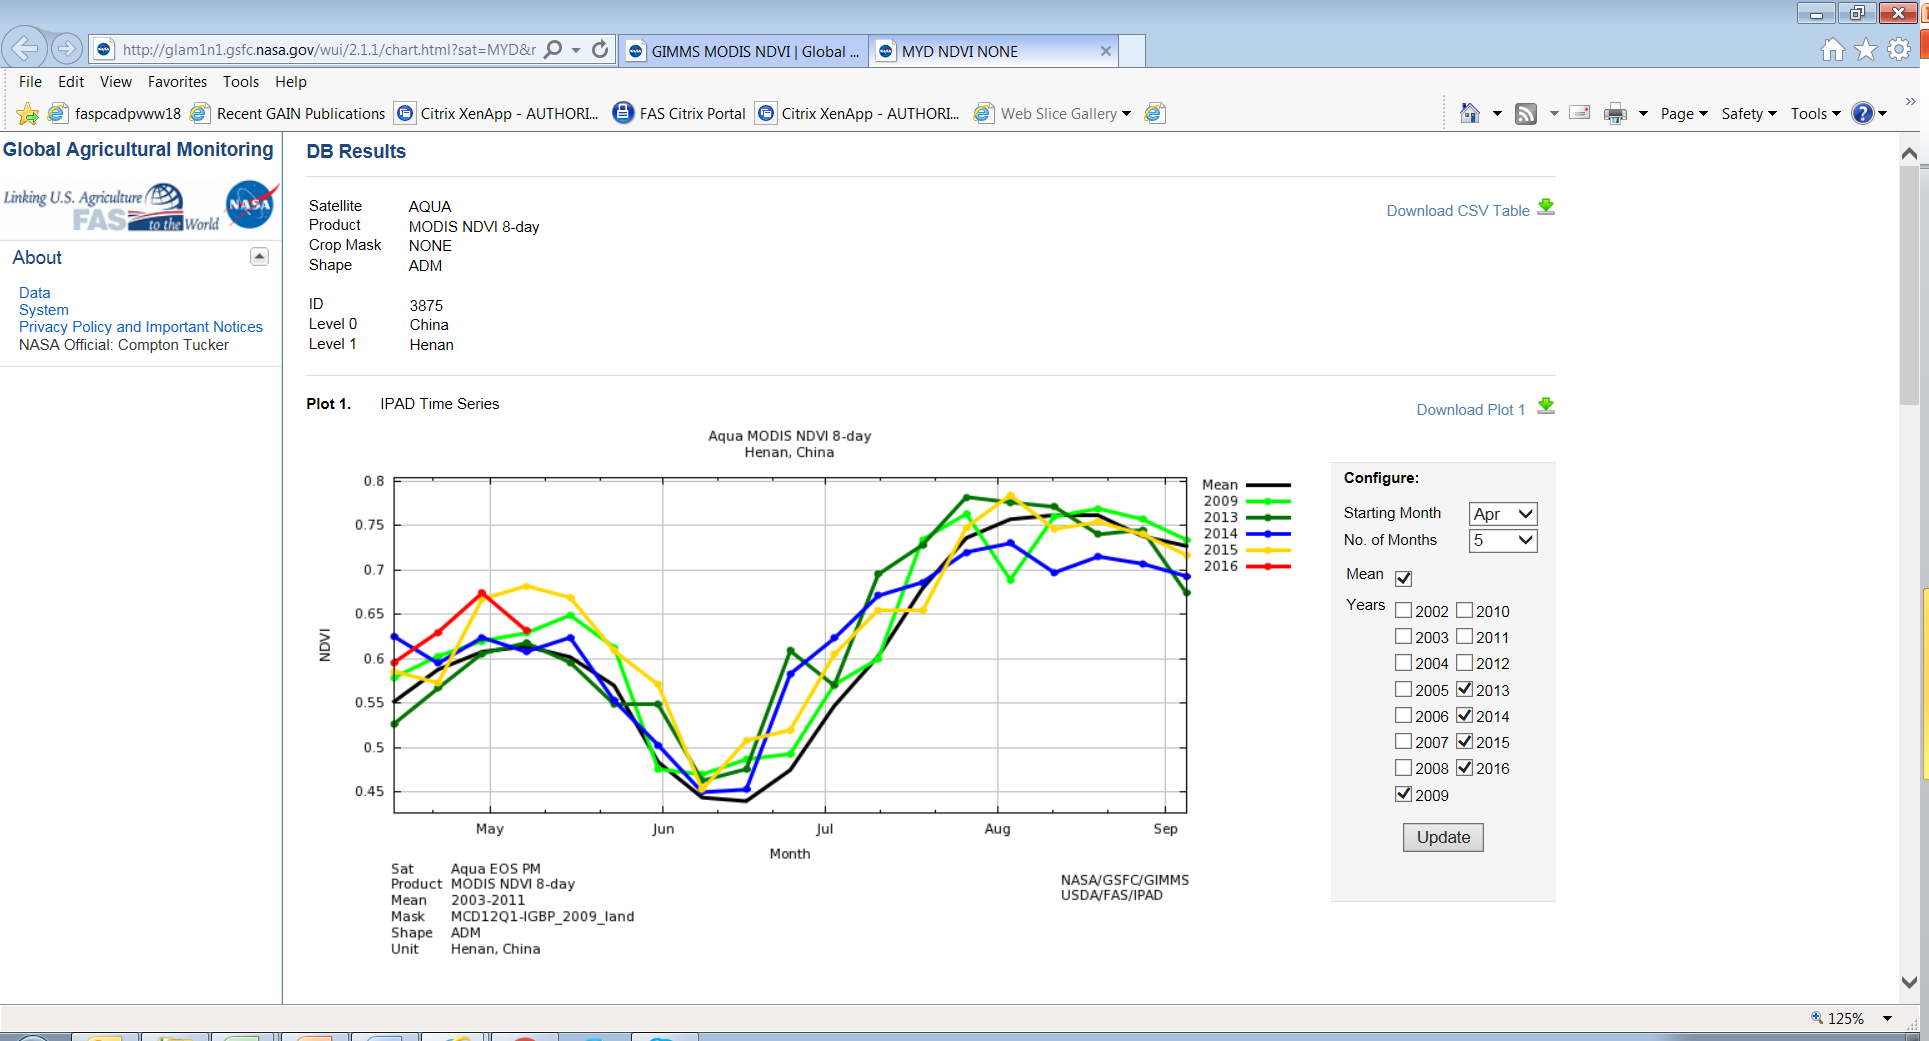 http://glam1n1.gsfc.nasa.gov/wui/2.1.1/chart.html?sat=MYD&r
GIMMS MODIS NDVI | Global ...
MYD NDVI NONE
File Edit View Favorites Tools Help
faspcadpvww18 Recent GAIN Publications Citrix XenApp - AUTHORI... FAS Citrix Portal Citrix XenApp - AUTHORI... Web Slice Gallery
Page Safety Tools
Global Agricultural Monitoring
Linking U.S. Agriculture
FAS to the World
NASA
About
Data
System
Privacy Policy and Important Notices
NASA Official: Compton Tucker
DB Results
Satellite AQUA
Product MODIS NDVI 8-day
Crop Mask NONE
Shape ADM
Download CSV Table
ID 3875
Level 0 China
Level 1 Henan
Plot 1. IPAD Time Series
Download Plot 1
Aqua MODIS NDVI 8-day
Henan, China
0.8
0.75
0.7
0.65
0.6
0.55
0.5
0.45
NDVI
May Jun Jul Aug Sep
Month
Mean
2009
2013
2014
2015
2016
Sat Aqua EOS PM
Product MODIS NDVI 8-day
Mean 2003-2011
Mask MCD12Q1-IGBP_2009_land
Shape ADM
Unit Henan, China
NASA/GSFC/GIMMS
USDA/FAS/IPAD
Configure:
Starting Month Apr
No. of Months 5
Mean
Years 2002 2010
2003 2011
2004 2012
2005 2013
2006 2014
2007 2015
2008 2016
2009
Update
125%